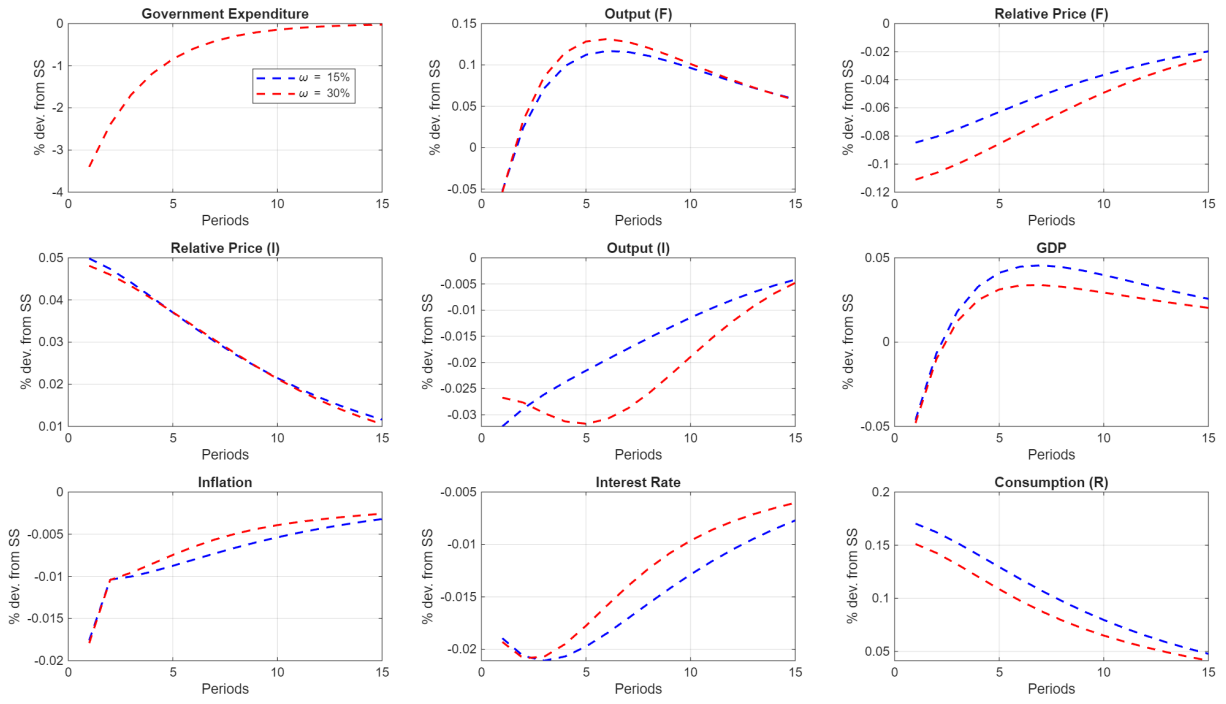 Government Expenditure
% dev. from SS
0
-1
-2
-3
-4
0
5
10
15
Periods
ω = 15%
ω = 30%
Output (F)
% dev. from SS
0.15
0.1
0.05
0
-0.05
0
5
10
15
Periods
Relative Price (F)
% dev. from SS
0
-0.02
-0.04
-0.06
-0.08
-0.1
-0.12
0
5
10
15
Periods
Relative Price (I)
% dev. from SS
0.05
0.04
0.03
0.02
0.01
0
5
10
15
Periods
Output (I)
% dev. from SS
0
-0.005
-0.01
-0.015
-0.02
-0.025
-0.03
0
5
10
15
Periods
GDP
% dev. from SS
0.05
0
-0.05
0
5
10
15
Periods
Inflation
% dev. from SS
0
-0.005
-0.01
-0.015
-0.02
0
5
10
15
Periods
Interest Rate
% dev. from SS
-0.005
-0.01
-0.015
-0.02
0
5
10
15
Periods
Consumption (R)
% dev. from SS
0.2
0.15
0.1
0.05
0
5
10
15
Periods